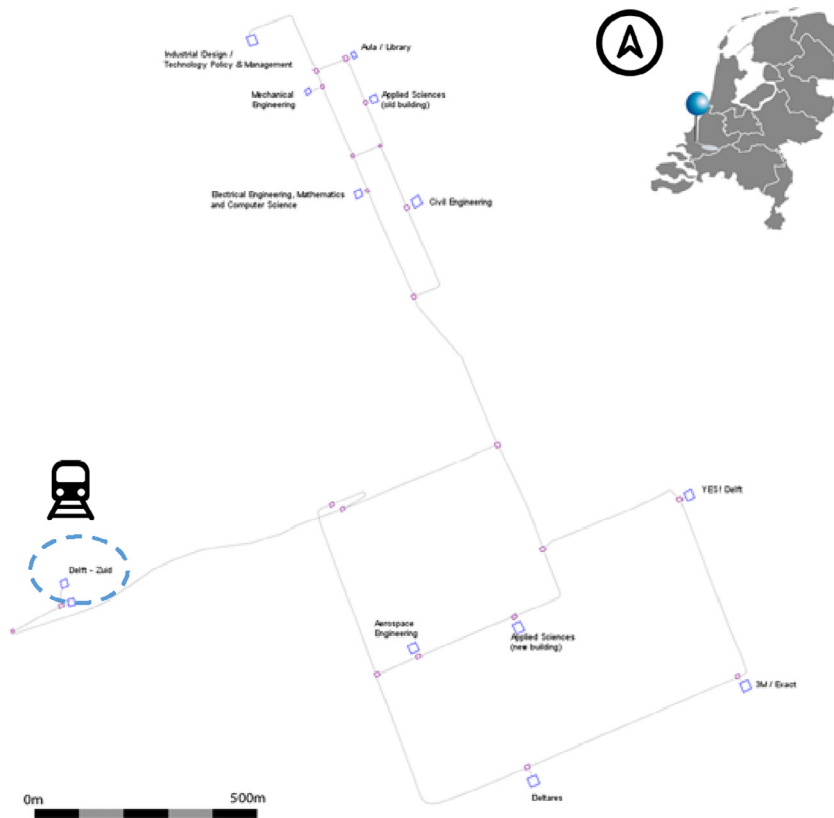 Industrial Design /
Technology Policy & Management
Aula / Library
Mechanical
Engineering
Applied Sciences
(old building)
Electrical Engineering, Mathematics
and Computer Science
Civil Engineering
YES! Delft
Delft - Zuid
Aerospace
Engineering
Applied Sciences
(new building)
3M / Exact
Deltares
0m
500m